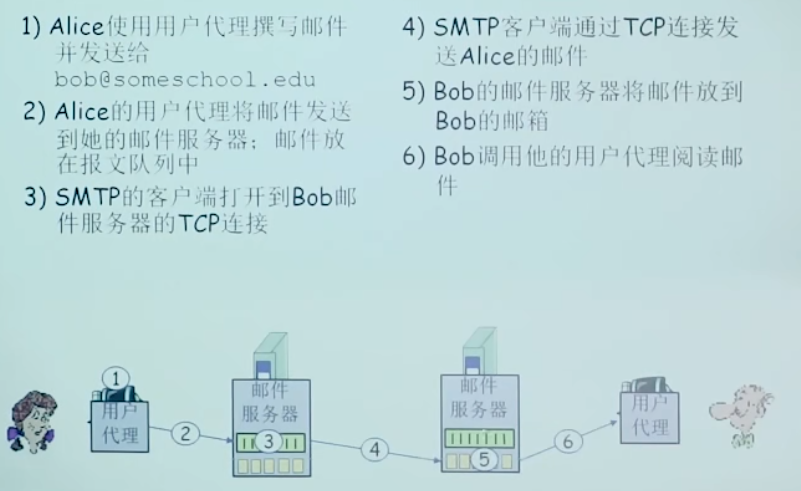 1) Alice使用用户代理撰写邮件
并发送给
bob@someschool.edu
2) Alice的用户代理将邮件发送
到她的邮件服务器；邮件放
在报文队列中
3) SMTP的客户端打开到Bob邮
件服务器的TCP连接
4) SMTP客户端通过TCP连接发
送Alice的邮件
5) Bob的邮件服务器将邮件放到
Bob的邮箱
6) Bob调用他的用户代理阅读邮
件
1
用户
代理
2
邮件
服务器
3
4
邮件
服务器
5
6
用户
代理